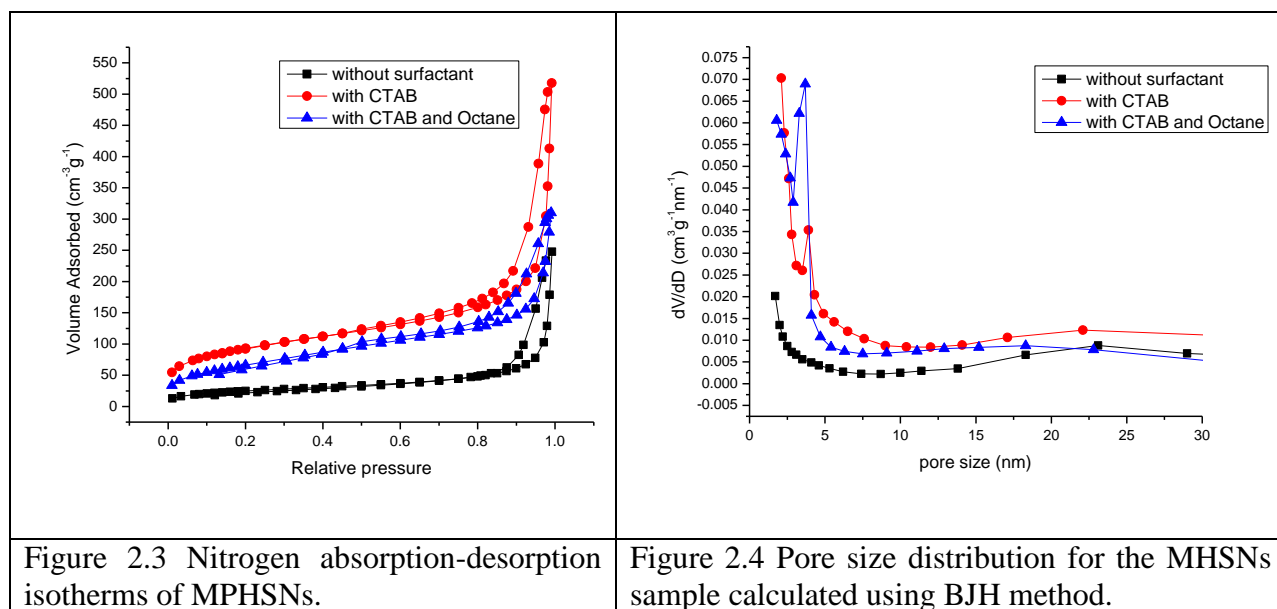 550
500
450
400
350
300
250
200
150
100
50
0
Volume Adsorbed (cm⁻³g⁻¹)
without surfactant
with CTAB
with CTAB and Octane
0.0 0.2 0.4 0.6 0.8 1.0
Relative pressure
Figure 2.3 Nitrogen absorption-desorption
isotherms of MPHSNs.
0.075
0.070
0.065
0.060
0.055
0.050
0.045
0.040
0.035
0.030
0.025
0.020
0.015
0.010
0.005
0.000
-0.005
dV/dD (cm³g⁻¹nm⁻¹)
without surfactant
with CTAB
with CTAB and Octane
0 5 10 15 20 25 30
pore size (nm)
Figure 2.4 Pore size distribution for the MHSNs
sample calculated using BJH method.